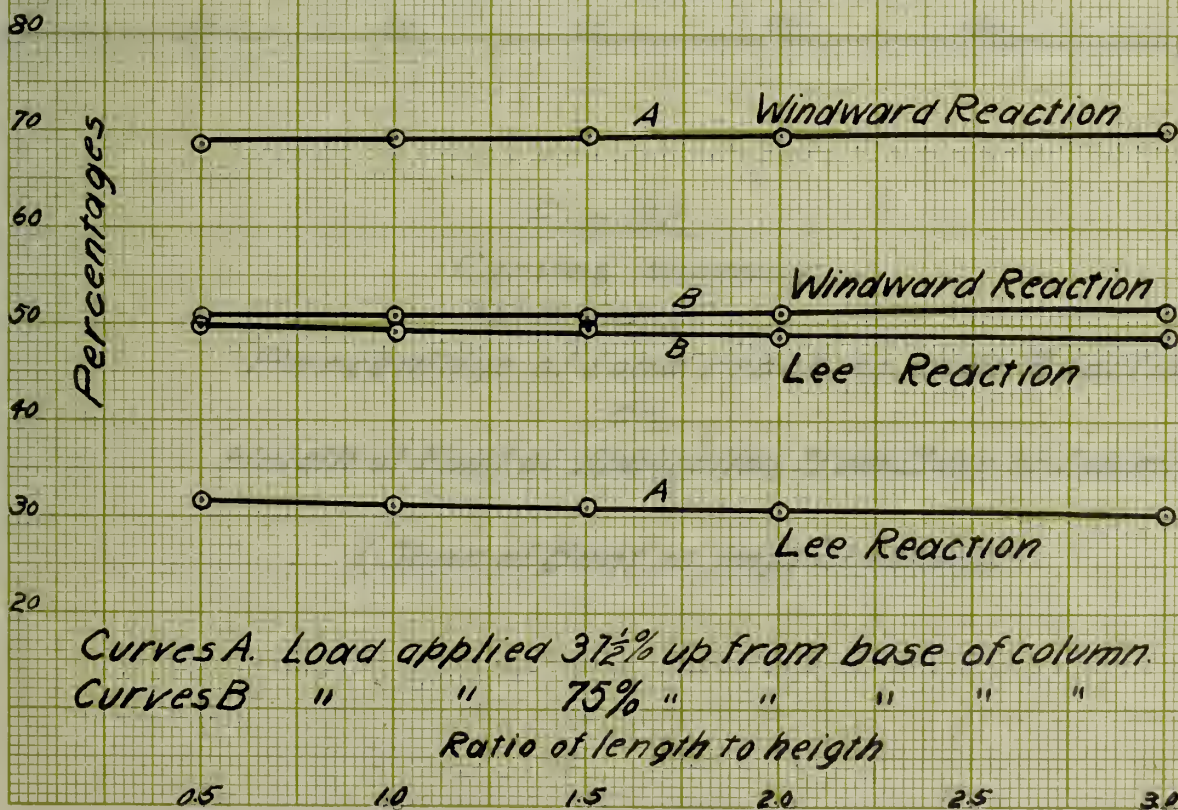 80
70
60
50
40
30
20
Percentages
A Windward Reaction
B Windward Reaction
B
Lee Reaction
A
Lee Reaction
Curves A. Load applied 37½% up from base of column.
Curves B " " 75% " " " " "
Ratio of length to heigth
0.5 1.0 1.5 2.0 2.5 3.0